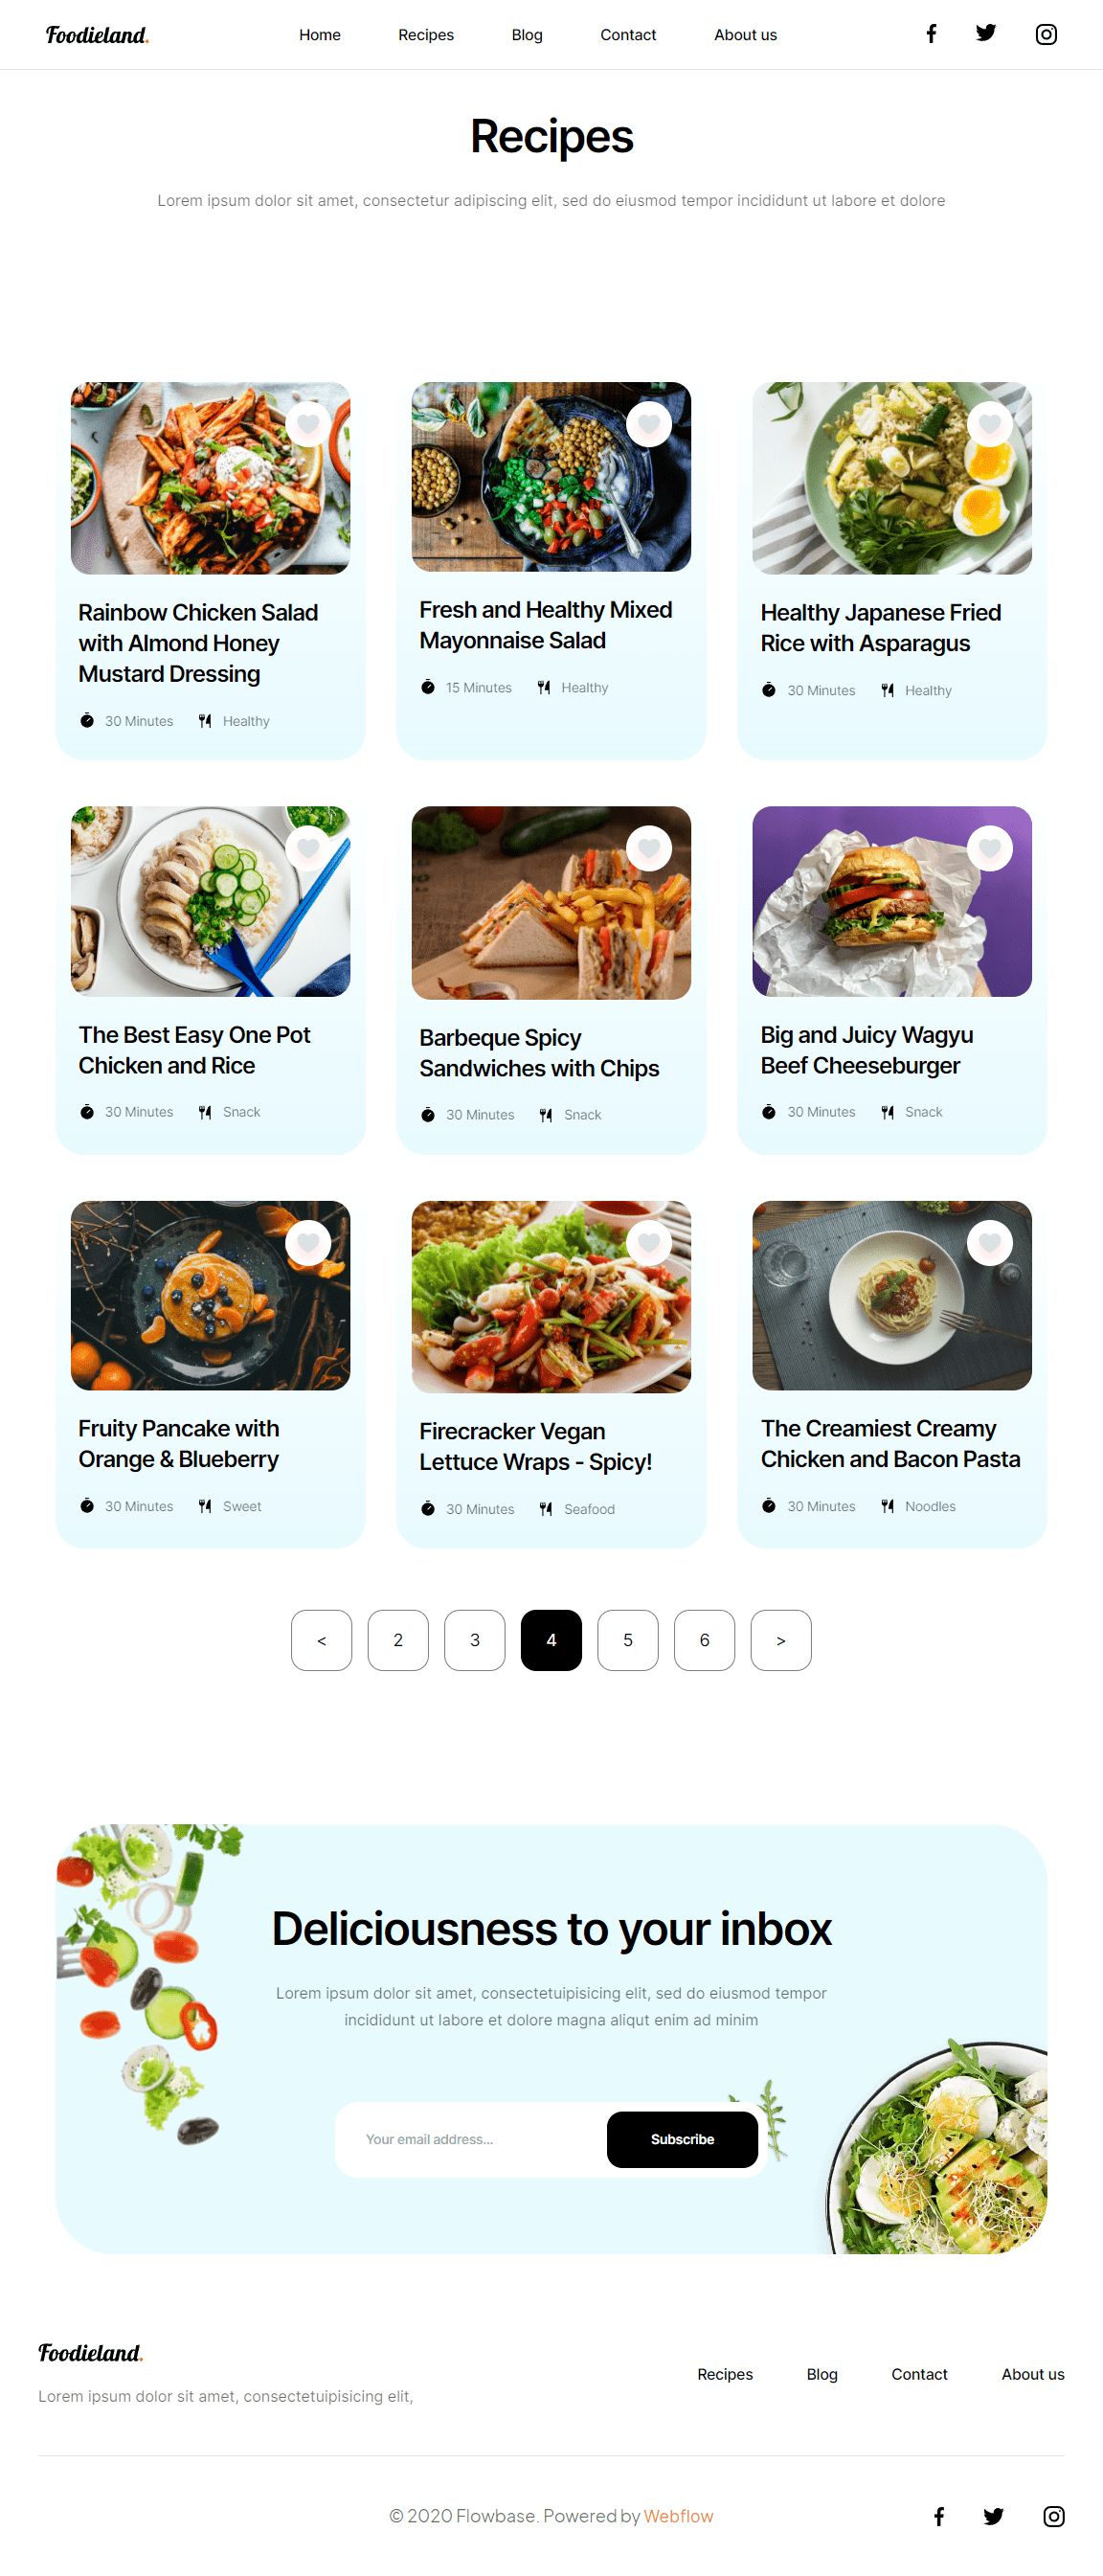 Foodieland.
Home Recipes Blog Contact About us
Recipes
Lorem ipsum dolor sit amet, consectetur adipiscing elit, sed do eiusmod tempor incididunt ut labore et dolore
Rainbow Chicken Salad
with Almond Honey
Mustard Dressing
30 Minutes Healthy
Fresh and Healthy Mixed
Mayonnaise Salad
15 Minutes Healthy
Healthy Japanese Fried
Rice with Asparagus
30 Minutes Healthy
The Best Easy One Pot
Chicken and Rice
30 Minutes Snack
Barbeque Spicy
Sandwiches with Chips
30 Minutes Snack
Big and Juicy Wagyu
Beef Cheeseburger
30 Minutes Snack
Fruity Pancake with
Orange & Blueberry
30 Minutes Sweet
Firecracker Vegan
Lettuce Wraps - Spicy!
30 Minutes Seafood
The Creamiest Creamy
Chicken and Bacon Pasta
30 Minutes Noodles
< 2 3 4 5 6 >
Deliciousness to your inbox
Lorem ipsum dolor sit amet, consectetuipisicing elit, sed do eiusmod tempor
incididunt ut labore et dolore magna aliqut enim ad minim
Your email address...
Subscribe
Foodieland.
Lorem ipsum dolor sit amet, consectetuipisicing elit,
Recipes Blog Contact About us
© 2020 Flowbase. Powered by Webflow